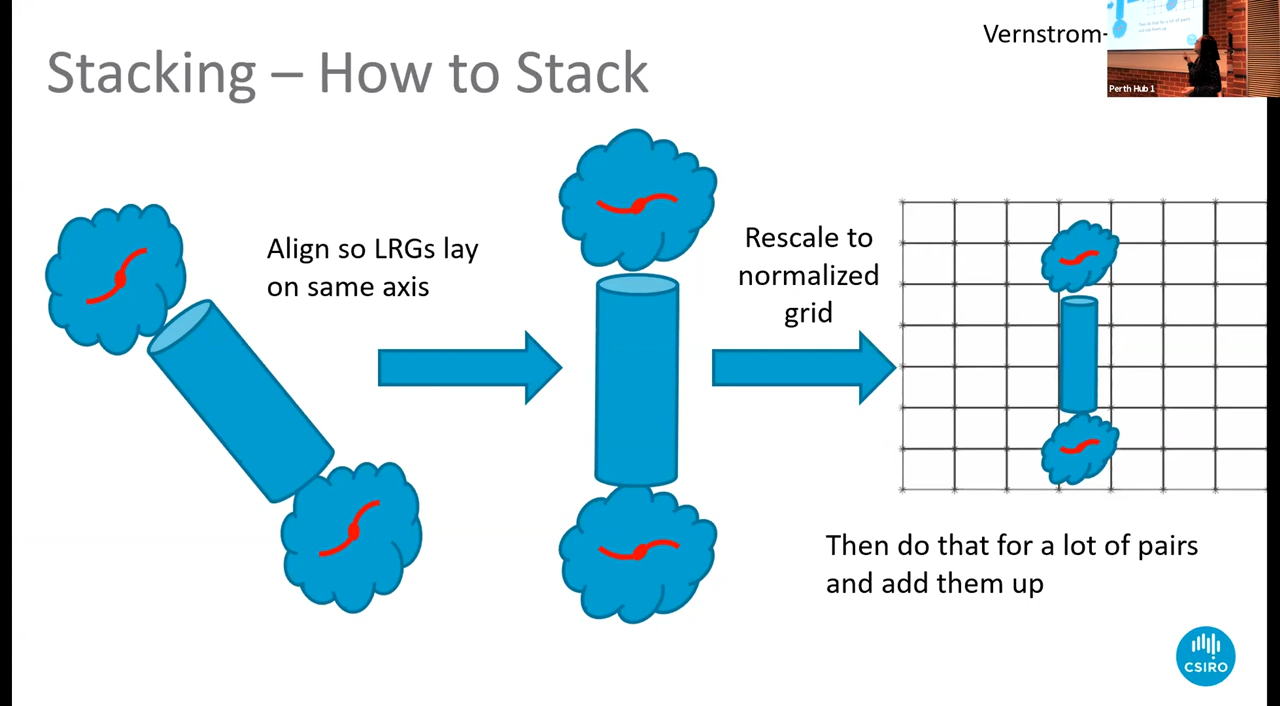 Vernstrom-
Stacking – How to Stack
Perth Hub 1
Align so LRGs lay
on same axis
Rescale to
normalized
grid
Then do that for a lot of pairs
and add them up
CSIRO